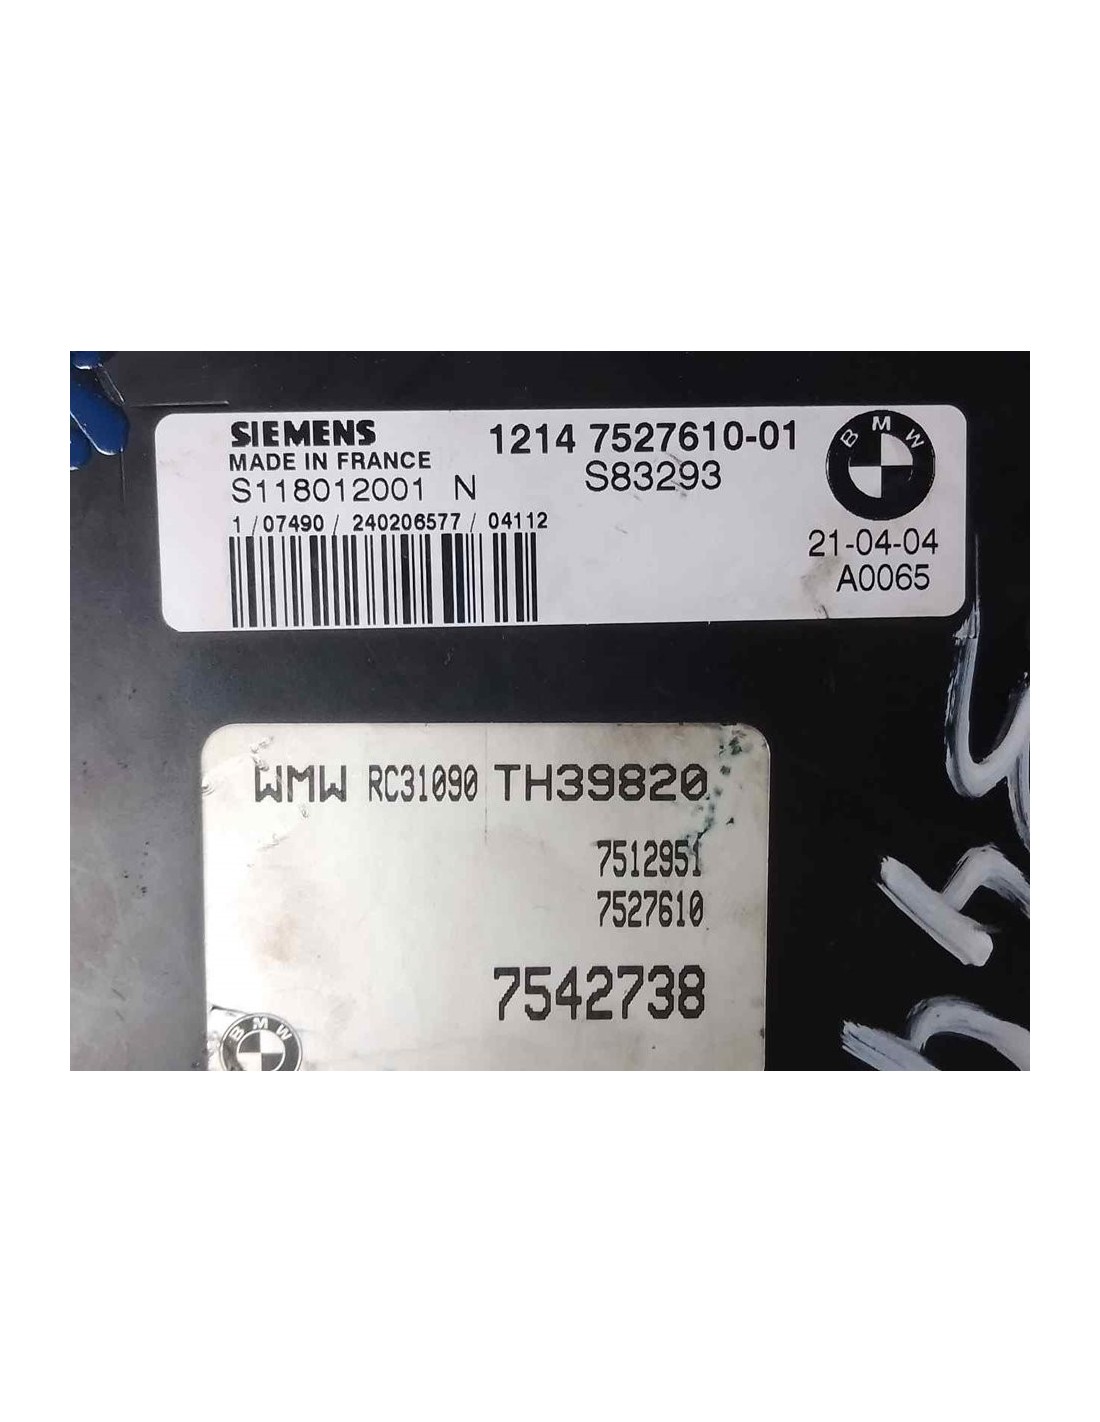 SIEMENS
MADE IN FRANCE
S118012001 N
1 / 07490 / 240206577 / 04112
1214 7527610-01
S83293
BMW
21-04-04
A0065
WMW RC31090 TH39820
7512951
7527610
7542738
BMW